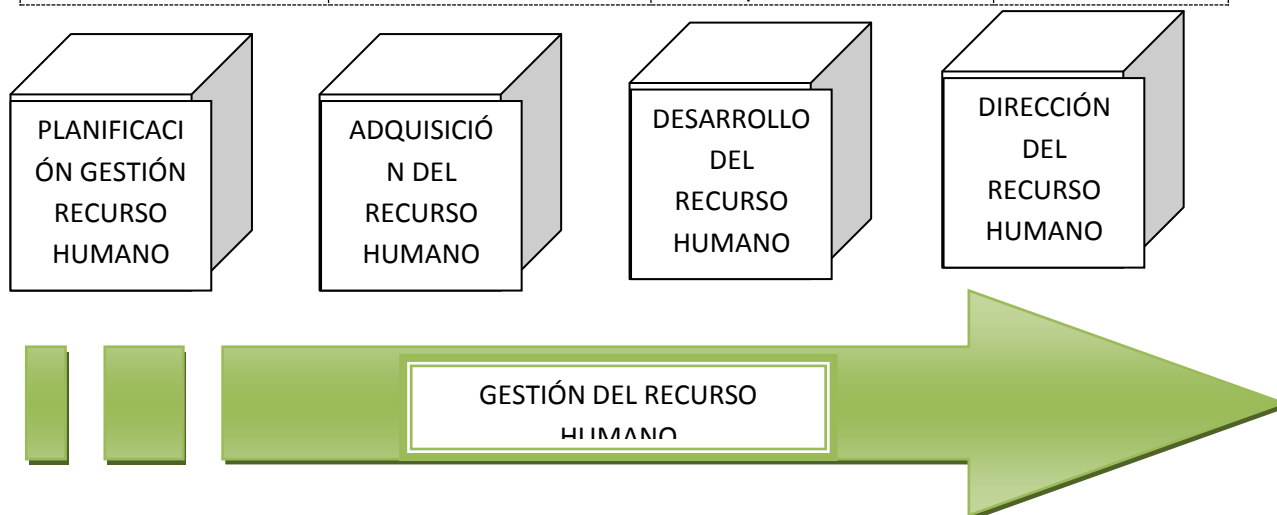 PLANIFICACI
ÓN GESTIÓN
RECURSO
HUMANO
ADQUISICIÓ
N DEL
RECURSO
HUMANO
DESARROLLO
DEL
RECURSO
HUMANO
DIRECCIÓN
DEL
RECURSO
HUMANO
GESTIÓN DEL RECURSO
HUMANO